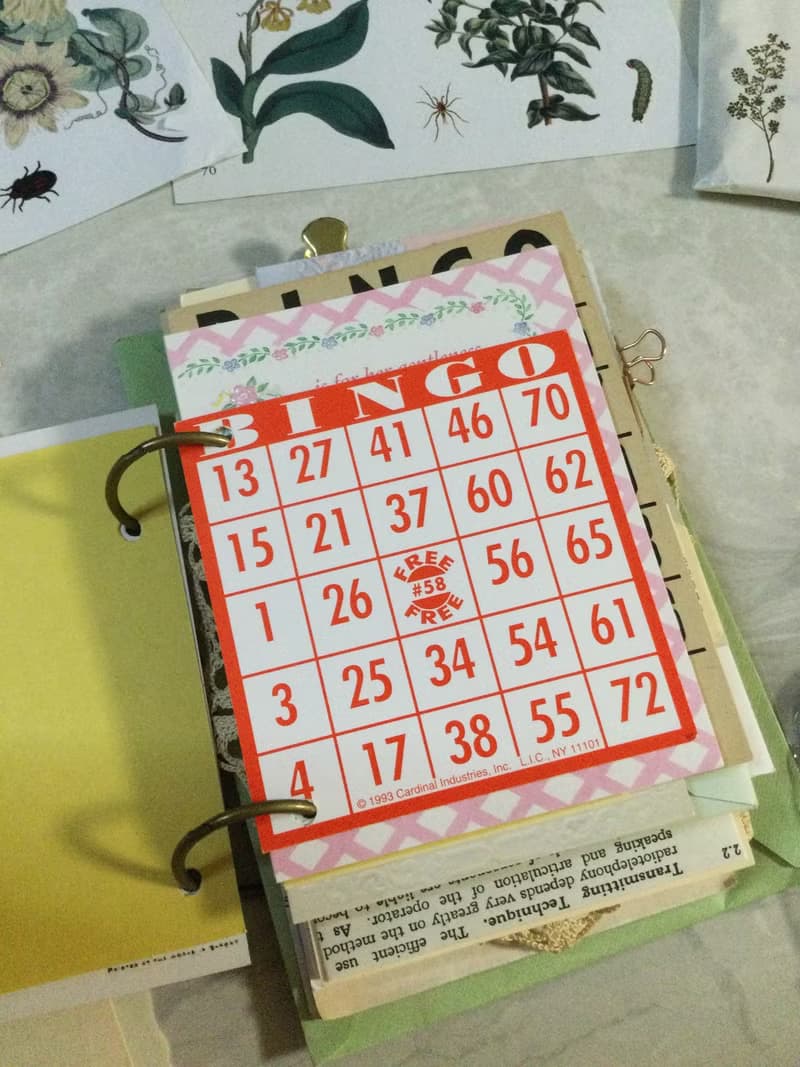 70
BINGO
is for her gentleness
BINGO
13 27 41 46 70
15 21 37 60 62
1 26 FREE #58 FREE 56 65
3 25 34 54 61
4 17 38 55 72
© 1993 Cardinal Industries, Inc. L.I.C., NY 11101
2.2
Transmitting Technique. The efficient use
radiotelephony depends very greatly on the method
speaking and articulation of the operator. As